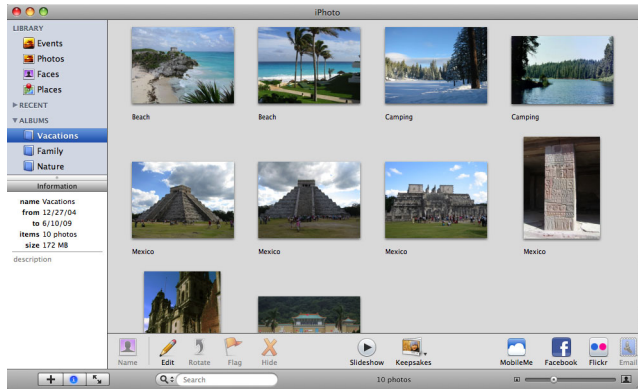 iPhoto
LIBRARY
Events
Photos
Faces
Places
RECENT
ALBUMS
Vacations
Family
Nature
Information
name Vacations
from 12/27/04
to 6/10/09
items 10 photos
size 172 MB
description
Beach
Beach
Camping
Camping
Mexico
Mexico
Mexico
Mexico
Name
Edit
Rotate
Flag
Hide
Slideshow
Keepsakes
MobileMe
Facebook
Flickr
Email
Search
10 photos